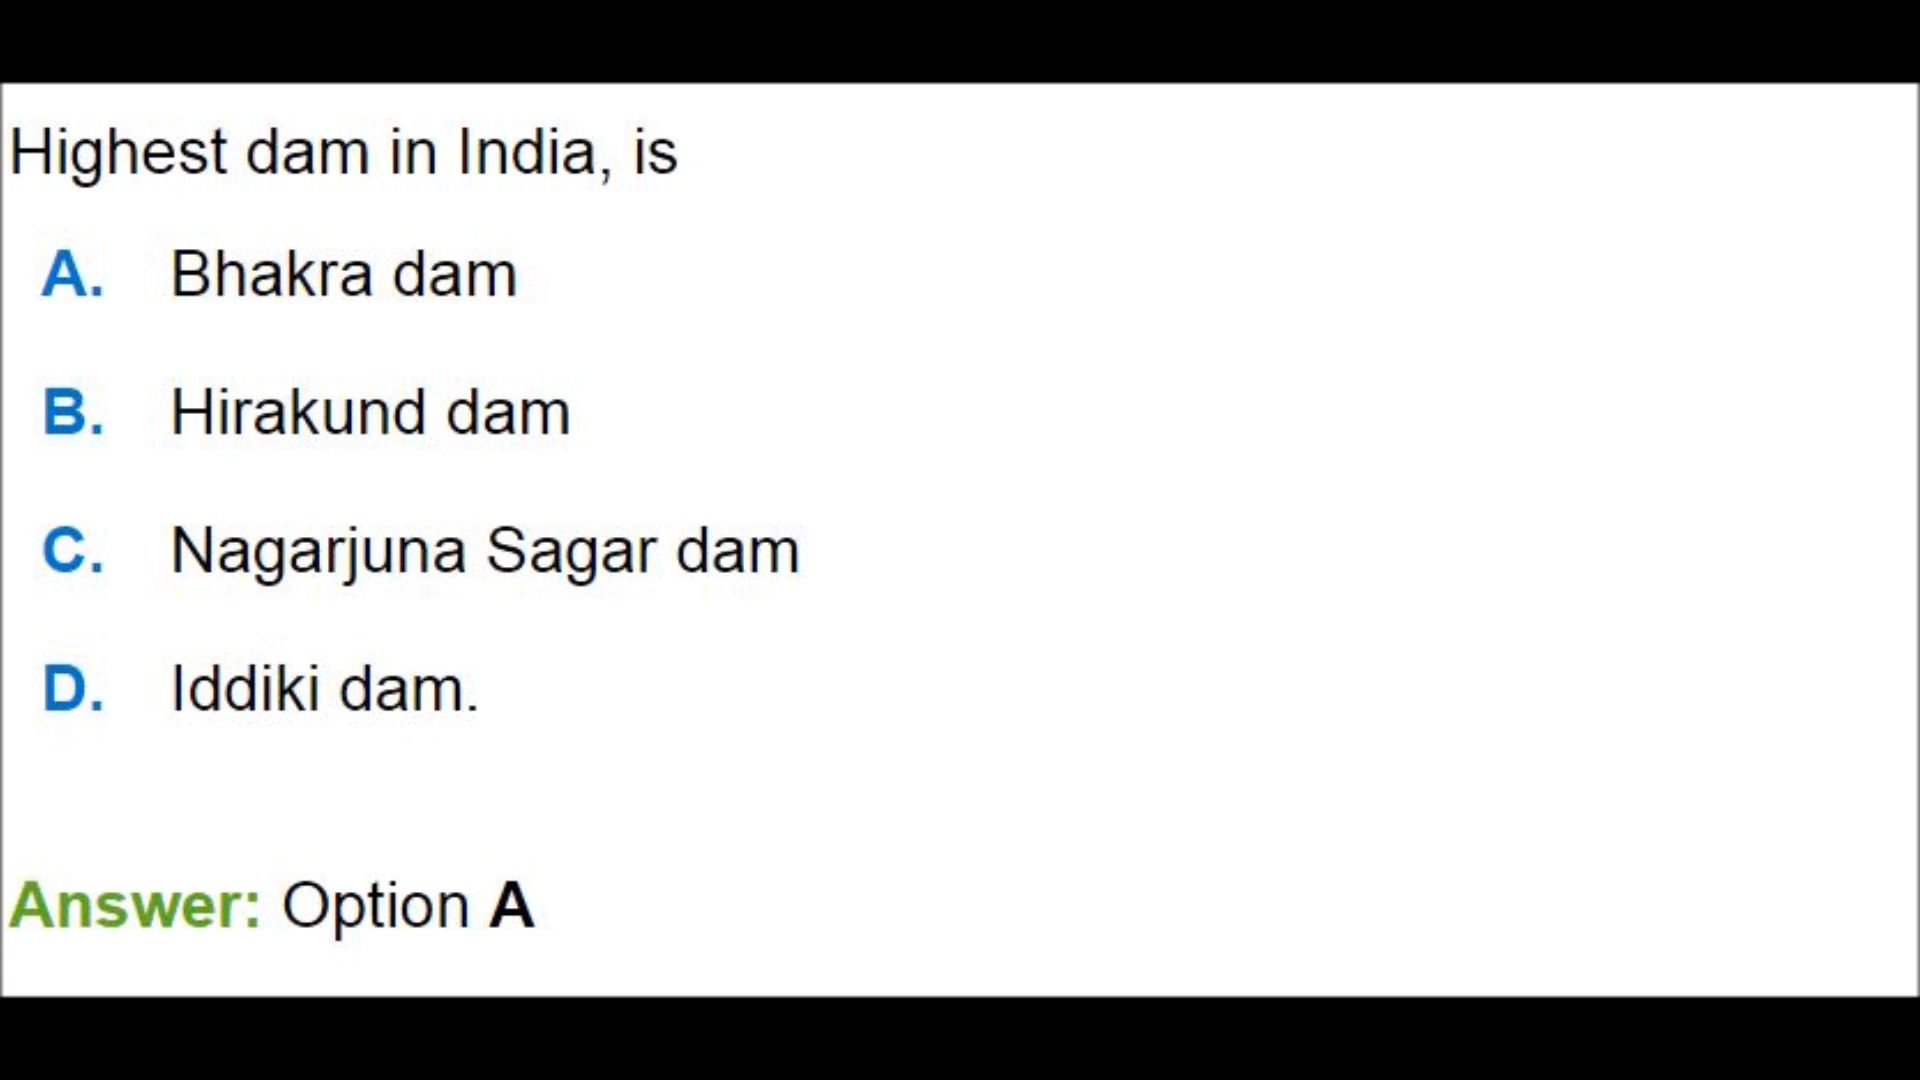 Highest dam in India, is
A. Bhakra dam
B. Hirakund dam
C. Nagarjuna Sagar dam
D. Iddiki dam.
Answer: Option A